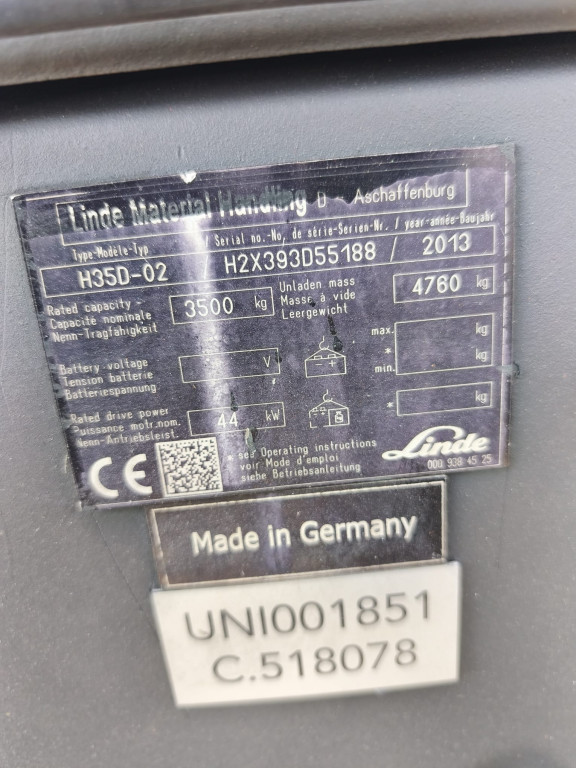 Linde Material Handling D - Aschaffenburg
Type-Modèle-Typ / Serial no.-No. de série-Serien-Nr. / year-année-Baujahr
H35D-02 H2X393D55188 / 2013
Rated capacity - Capacité nominale Nenn-Tragfähigkeit 3500 kg
Unladen mass Masse à vide Leergewicht 4760 kg
Battery voltage Tension batterie Batteriespannung V
max. kg
* kg
min.
Rated drive power Puissance motr.nom. Nenn-Antriebsleist. 44 kW
* kg
* see Operating instructions
voir Mode d'emploi
siche Betriebsanleitung
CE
Linde
000 938 45 25
Made in Germany
UNI001851
C.518078